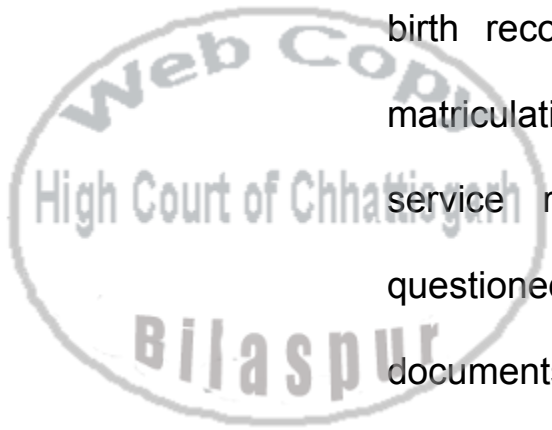 birth reco
matriculati
service r
questioned
documents
Web Copy
High Court of Chhattisgarh
Bilaspur